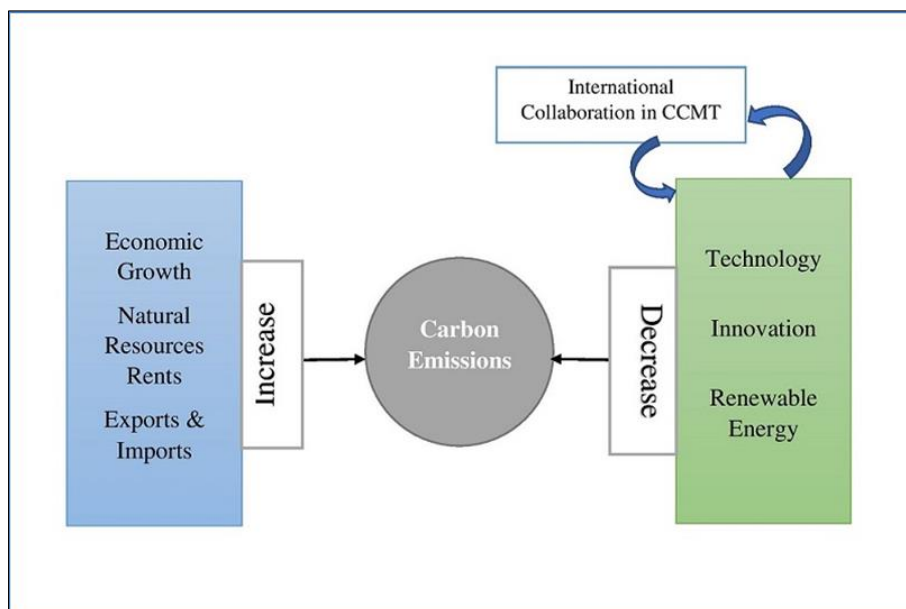 International
Collaboration in CCMT
Economic
Growth
Natural
Resources
Rents
Exports &
Imports
Increase
Carbon
Emissions
Decrease
Technology
Innovation
Renewable
Energy